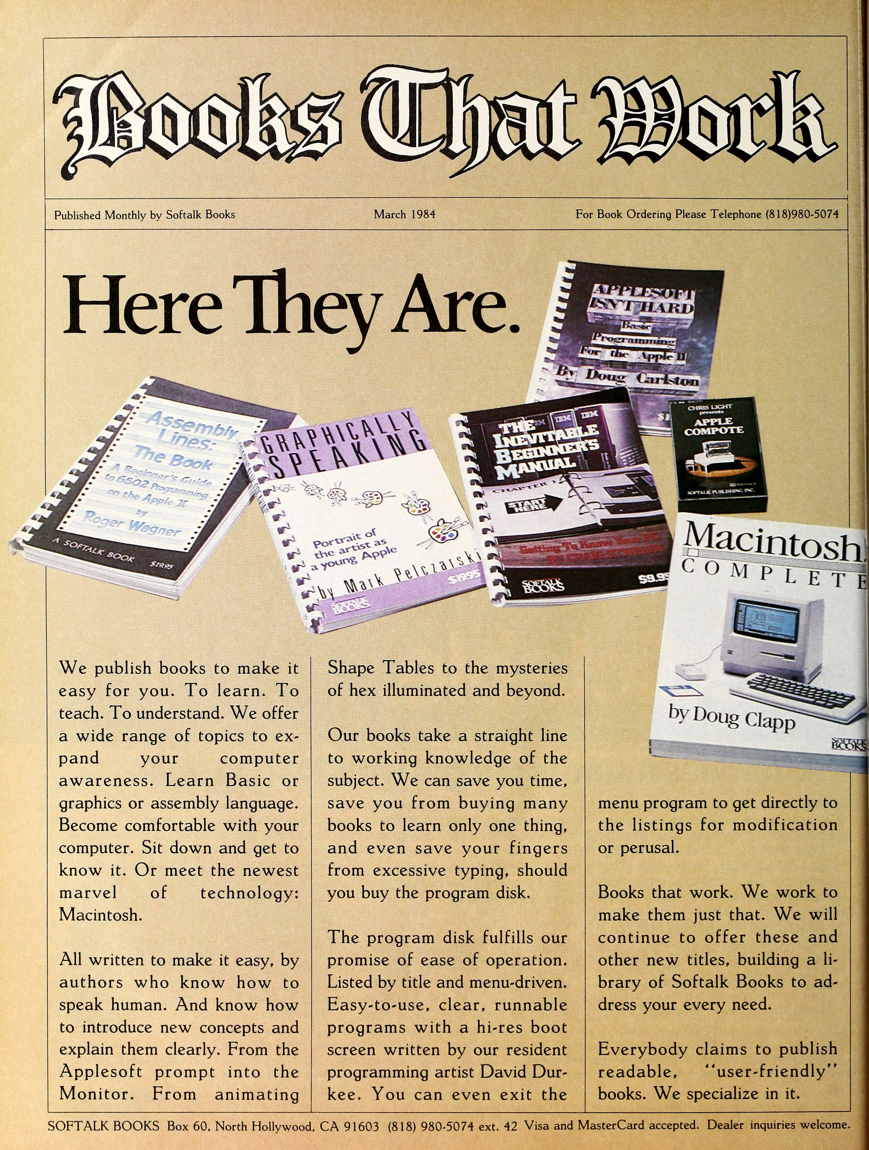 Books That Work
Published Monthly by Softalk Books
March 1984
For Book Ordering Please Telephone (818)980-5074
Here They Are.
APPLESOFT
ISN'T HARD
Basic
Programming
For the Apple II
By Doug Carlston
CHRIS LIGHT
presents
APPLE
COMPOTE
SOFTALK PUBLISHING INC.
Assembly
Lines:
The Book
A Beginner's Guide
to 6502 Programming
on the Apple II
by
Roger Wagner
A SOFTALK BOOK $19.95
GRAPHICALLY
SPEAKING
Portrait of
the artist as
a young Apple
by Mark Pelczarski
$19.95
SOFTALK
BOOKS
IBM IBM
THE
INEVITABLE
BEGINNER'S
MANUAL
CHAPTER 1
START
HERE
Getting To Know Your
SOFTALK
BOOKS
$9.95
Macintosh
COMPLETE
by Doug Clapp
SOFTALK
BOOKS
We publish books to make it
easy for you. To learn. To
teach. To understand. We offer
a wide range of topics to ex-
pand your computer
awareness. Learn Basic or
graphics or assembly language.
Become comfortable with your
computer. Sit down and get to
know it. Or meet the newest
marvel of technology:
Macintosh.
All written to make it easy, by
authors who know how to
speak human. And know how
to introduce new concepts and
explain them clearly. From the
Applesoft prompt into the
Monitor. From animating
Shape Tables to the mysteries
of hex illuminated and beyond.
Our books take a straight line
to working knowledge of the
subject. We can save you time,
save you from buying many
books to learn only one thing,
and even save your fingers
from excessive typing, should
you buy the program disk.
The program disk fulfills our
promise of ease of operation.
Listed by title and menu-driven.
Easy-to-use, clear, runnable
programs with a hi-res boot
screen written by our resident
programming artist David Dur-
kee. You can even exit the
menu program to get directly to
the listings for modification
or perusal.
Books that work. We work to
make them just that. We will
continue to offer these and
other new titles, building a li-
brary of Softalk Books to ad-
dress your every need.
Everybody claims to publish
readable, "user-friendly"
books. We specialize in it.
SOFTALK BOOKS Box 60, North Hollywood, CA 91603 (818) 980-5074 ext. 42 Visa and MasterCard accepted. Dealer inquiries welcome.